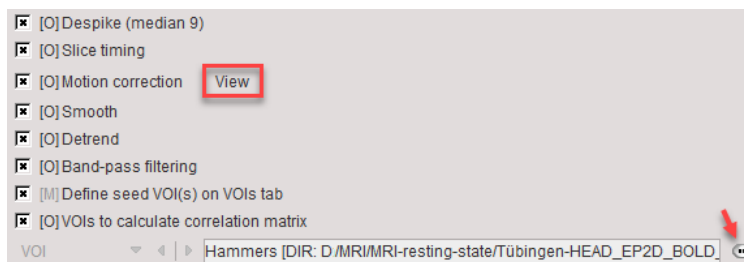 [O] Despike (median 9)
[O] Slice timing
[O] Motion correction View
[O] Smooth
[O] Detrend
[O] Band-pass filtering
[M] Define seed VOI(s) on VOIs tab
[O] VOIs to calculate correlation matrix
VOI Hammers [DIR: D:/MRI/MRI-resting-state/Tübingen-HEAD_EP2D_BOLD_